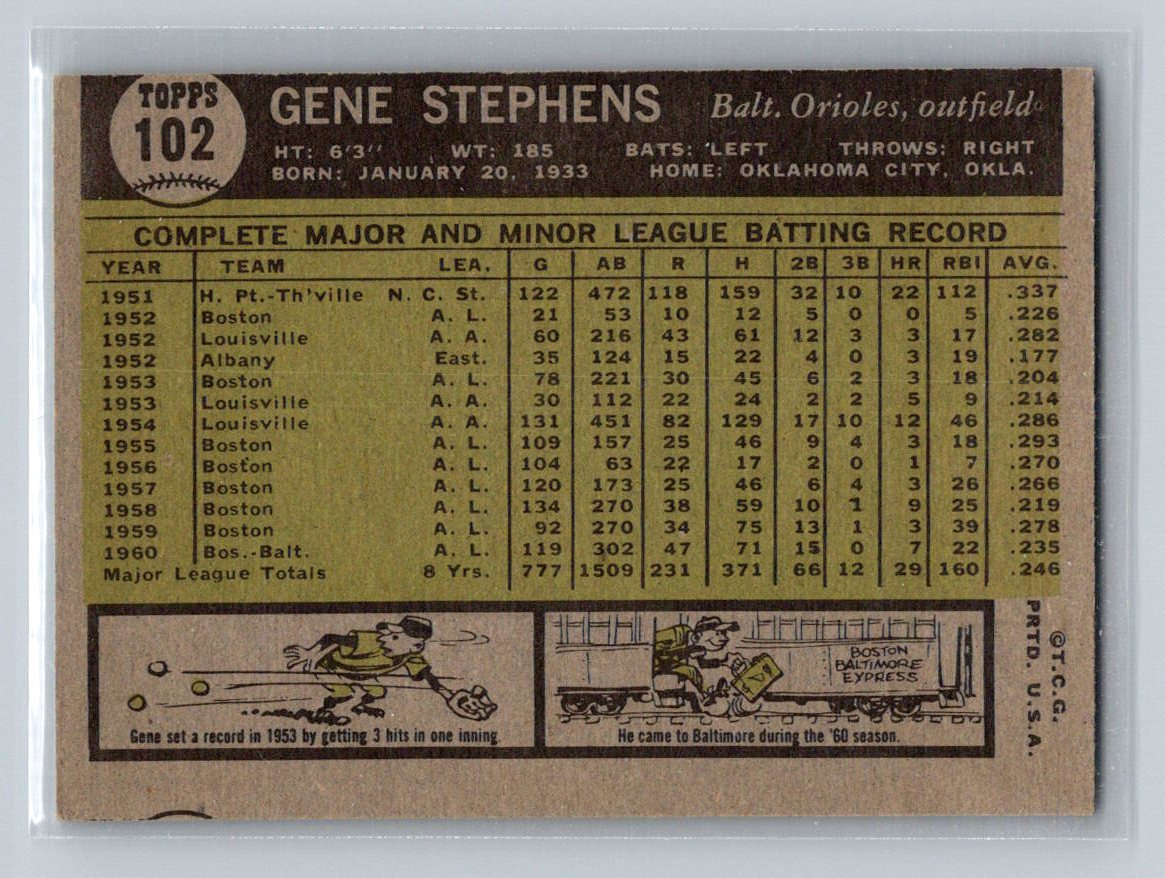 TOPPS
102
GENE STEPHENS Balt. Orioles, outfield
HT: 6'3" WT: 185 BATS: LEFT THROWS: RIGHT
BORN: JANUARY 20, 1933 HOME: OKLAHOMA CITY, OKLA.
COMPLETE MAJOR AND MINOR LEAGUE BATTING RECORD
YEAR TEAM LEA. G AB R H 2B 3B HR RBI AVG.
1951 H. Pt.-Th'ville N. C. St. 122 472 118 159 32 10 22 112 .337
1952 Boston A. L. 21 53 10 12 5 0 0 5 .226
1952 Louisville A. A. 60 216 43 61 12 3 3 17 .282
1952 Albany East. 35 124 15 22 4 0 3 19 .177
1953 Boston A. L. 78 221 30 45 6 2 3 18 .204
1953 Louisville A. A. 30 112 22 24 2 2 5 9 .214
1954 Louisville A. A. 131 451 82 129 17 10 12 46 .286
1955 Boston A. L. 109 157 25 46 9 4 3 18 .293
1956 Boston A. L. 104 63 22 17 2 0 1 7 .270
1957 Boston A. L. 120 173 25 46 6 4 3 26 .266
1958 Boston A. L. 134 270 38 59 10 1 9 25 .219
1959 Boston A. L. 92 270 34 75 13 1 3 39 .278
1960 Bos.-Balt. A. L. 119 302 47 71 15 0 7 22 .235
Major League Totals 8 Yrs. 777 1509 231 371 66 12 29 160 .246
Gene set a record in 1953 by getting 3 hits in one inning.
BOSTON
BALTIMORE
EXPRESS
He came to Baltimore during the '60 season.
©T.C.G.
PRTD. U.S.A.